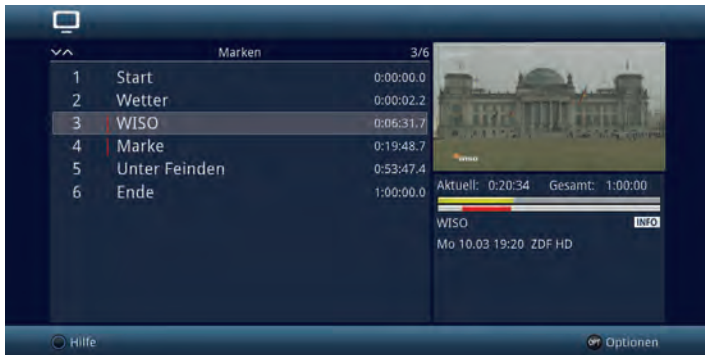 Marken 3/6
1 Start 0:00:00.0
2 Wetter 0:00:02.2
3 WISO 0:06:31.7
4 Marke 0:19:48.7
5 Unter Feinden 0:53:47.4
6 Ende 1:00:00.0
WISO
Aktuell: 0:20:34 Gesamt: 1:00:00
WISO INFO
Mo 10.03 19:20 ZDF HD
Hilfe OPT Optionen